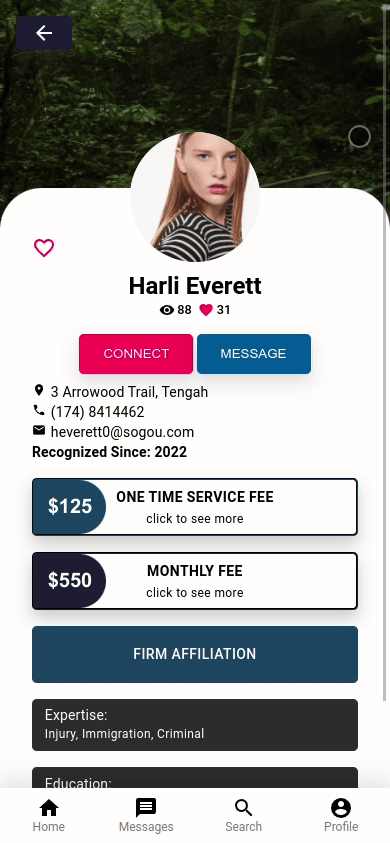 Harli Everett
88 31
CONNECT MESSAGE
3 Arrowood Trail, Tengah
(174) 8414462
heverett0@sogou.com
Recognized Since: 2022
$125 ONE TIME SERVICE FEE
click to see more
$550 MONTHLY FEE
click to see more
FIRM AFFILIATION
Expertise:
Injury, Immigration, Criminal
Education:
Home Messages Search Profile